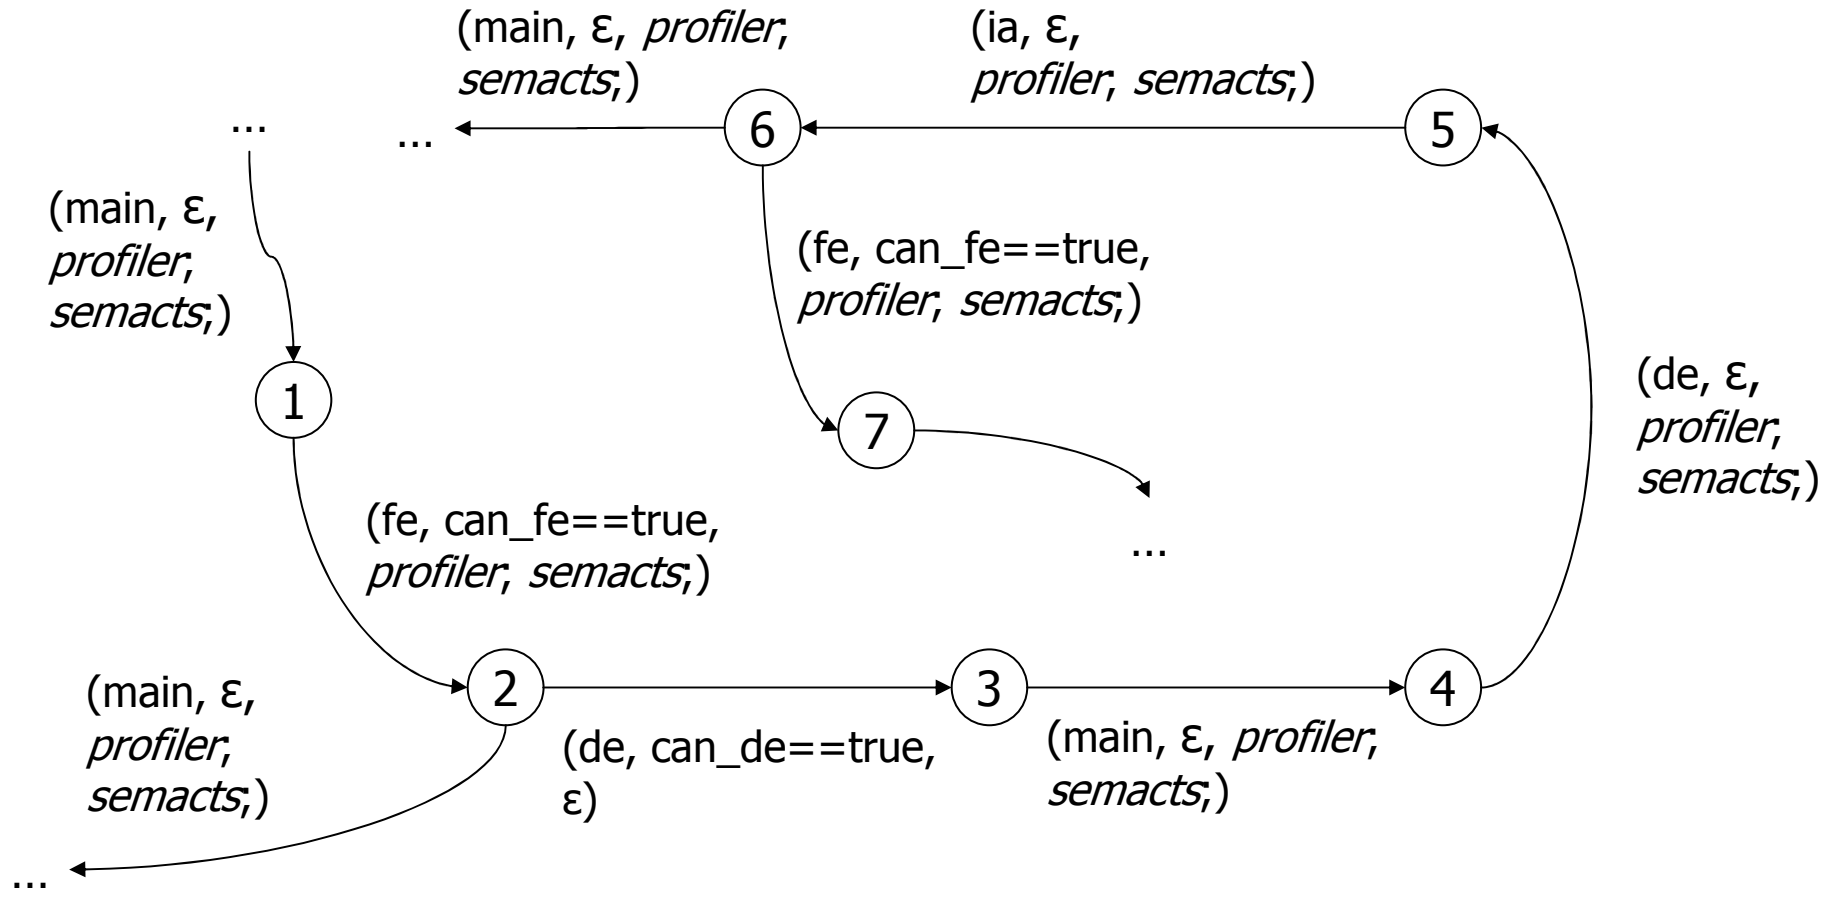 (main, ε, profiler;
semacts;)
(ia, ε,
profiler; semacts;)
...
...
6
5
(main, ε,
profiler;
semacts;)
(fe, can_fe==true,
profiler; semacts;)
1
7
(de, ε,
profiler;
semacts;)
(fe, can_fe==true,
profiler; semacts;)
...
(main, ε,
profiler;
semacts;)
2
3
4
(de, can_de==true,
ε)
(main, ε, profiler;
semacts;)
...